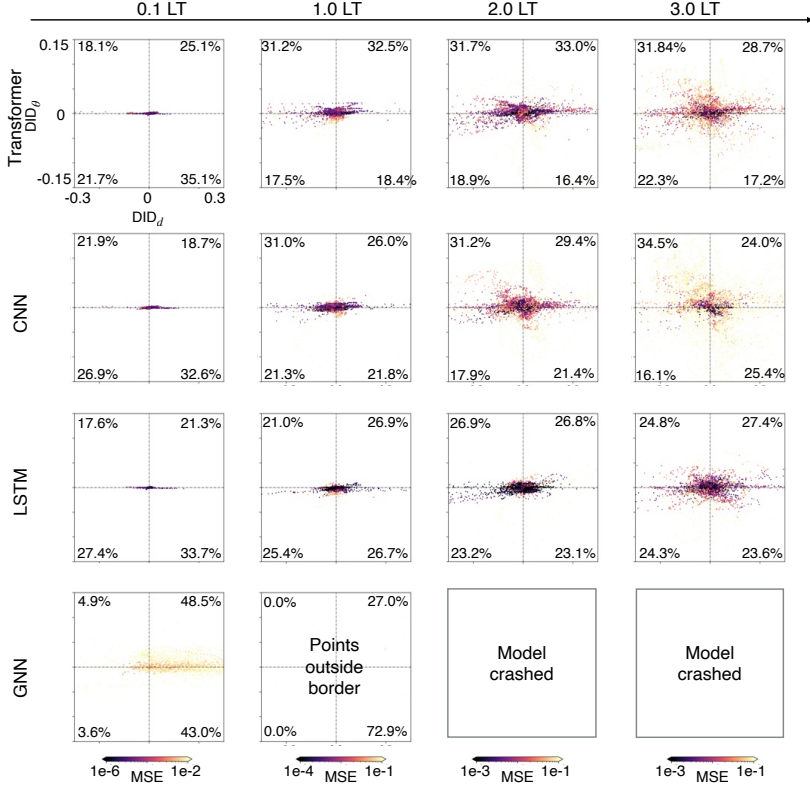 0.1 LT 1.0 LT 2.0 LT 3.0 LT
Transformer
DID_θ
0.15
0
-0.15
18.1% 25.1%
21.7% 35.1%
-0.3 0 0.3
DID_d
31.2% 32.5%
17.5% 18.4%
31.7% 33.0%
18.9% 16.4%
31.84% 28.7%
22.3% 17.2%
CNN
21.9% 18.7%
26.9% 32.6%
31.0% 26.0%
21.3% 21.8%
31.2% 29.4%
17.9% 21.4%
34.5% 24.0%
16.1% 25.4%
LSTM
17.6% 21.3%
27.4% 33.7%
21.0% 26.9%
25.4% 26.7%
26.9% 26.8%
23.2% 23.1%
24.8% 27.4%
24.3% 23.6%
GNN
4.9% 48.5%
3.6% 43.0%
0.0% 27.0%
Points
outside
border
0.0% 72.9%
Model
crashed
Model
crashed
1e-6 MSE 1e-2
1e-4 MSE 1e-1
1e-3 MSE 1e-1
1e-3 MSE 1e-1